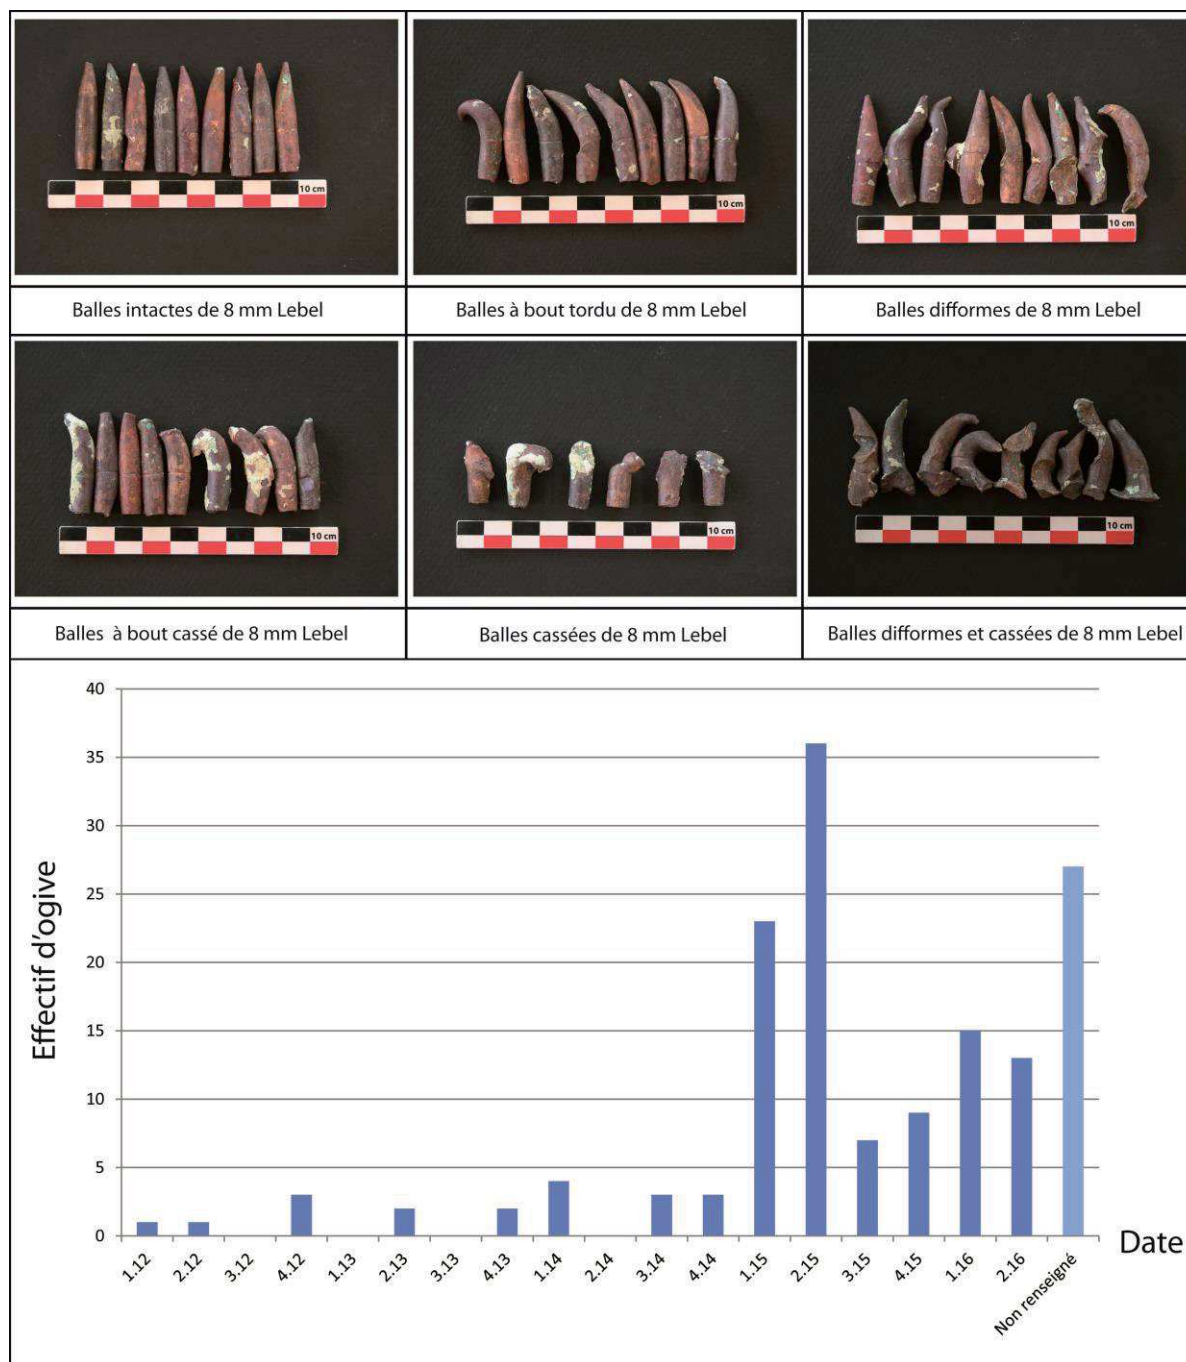 10 cm
10 cm
10 cm
Balles intactes de 8 mm Lebel
Balles à bout tordu de 8 mm Lebel
Balles difformes de 8 mm Lebel
10 cm
10 cm
10 cm
Balles à bout cassé de 8 mm Lebel
Balles cassées de 8 mm Lebel
Balles difformes et cassées de 8 mm Lebel
40
35
30
25
20
15
10
5
0
Effectif d'ogive
1.12
2.12
3.12
4.12
1.13
2.13
3.13
4.13
1.14
2.14
3.14
4.14
1.15
2.15
3.15
4.15
1.16
2.16
Non renseigné
Date